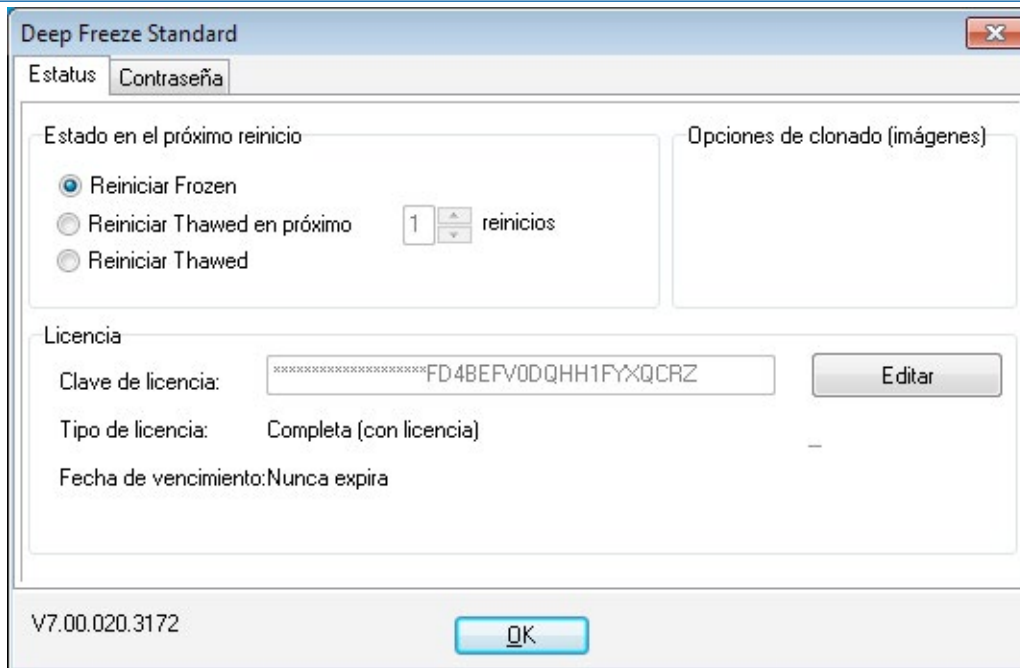 Deep Freeze Standard
Estatus Contraseña
Estado en el próximo reinicio
Opciones de clonado (imágenes)
Reiniciar Frozen
Reiniciar Thawed en próximo 1 reinicios
Reiniciar Thawed
Licencia
Clave de licencia: ********************FD4BEFV0DQHH1FYXQCRZ Editar
Tipo de licencia: Completa (con licencia)
Fecha de vencimiento:Nunca expira
V7.00.020.3172
OK